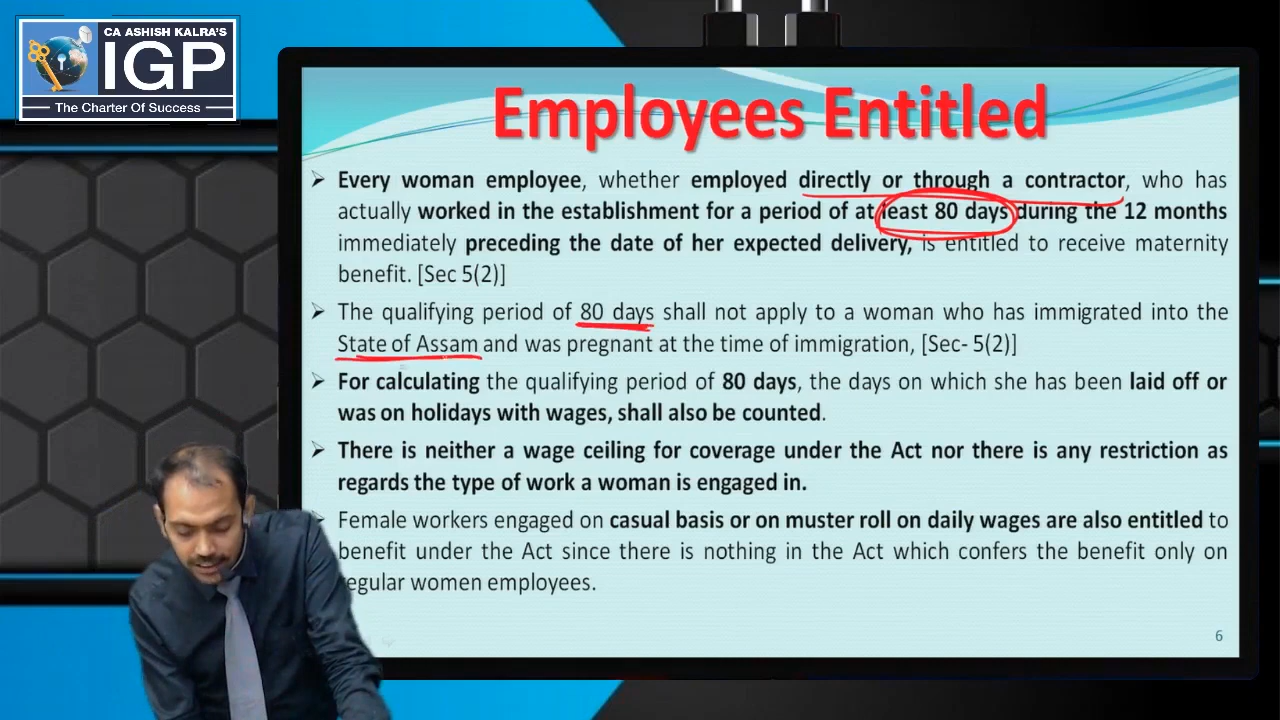 CA ASHISH KALRA'S
IGP
The Charter Of Success
Employees Entitled
Every woman employee, whether employed directly or through a contractor, who has
actually worked in the establishment for a period of at least 80 days during the 12 months
immediately preceding the date of her expected delivery, is entitled to receive maternity
benefit. [Sec 5(2)]
The qualifying period of 80 days shall not apply to a woman who has immigrated into the
State of Assam and was pregnant at the time of immigration, [Sec- 5(2)]
For calculating the qualifying period of 80 days, the days on which she has been laid off or
was on holidays with wages, shall also be counted.
There is neither a wage ceiling for coverage under the Act nor there is any restriction as
regards the type of work a woman is engaged in.
Female workers engaged on casual basis or on muster roll on daily wages are also entitled to
benefit under the Act since there is nothing in the Act which confers the benefit only on
regular women employees.
6